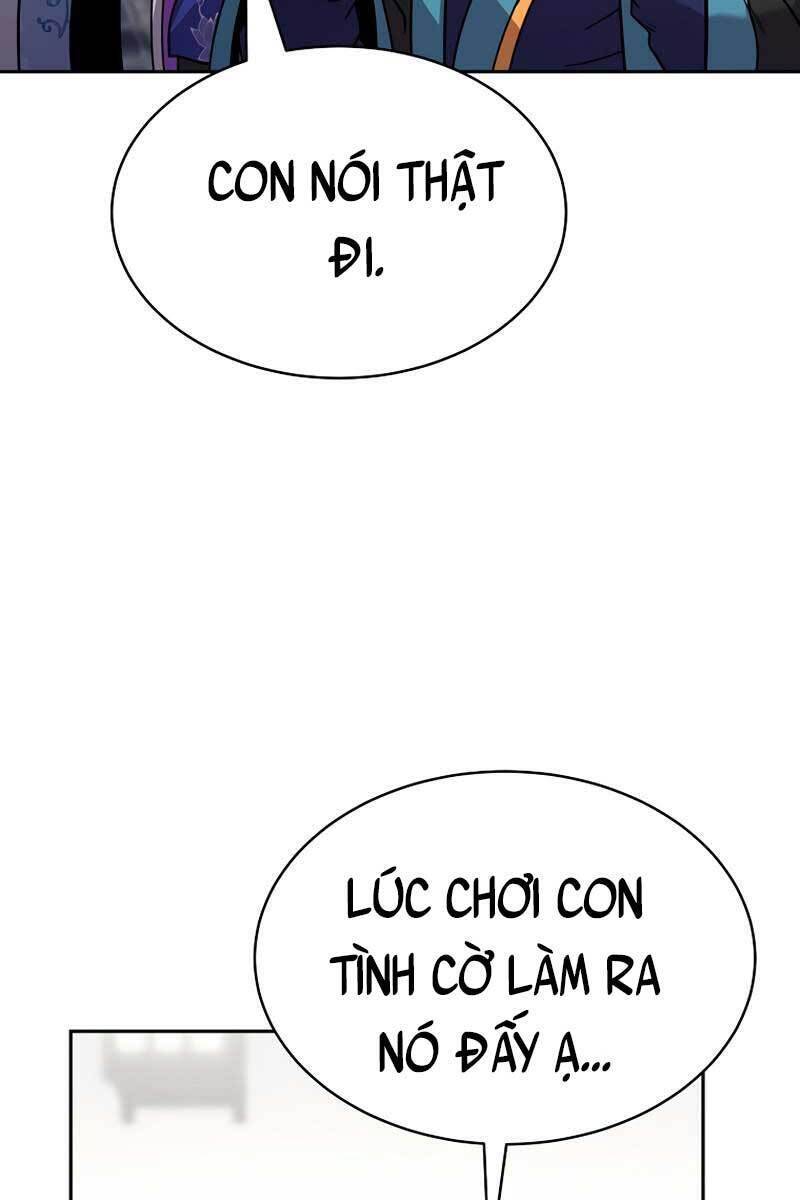 CON NÓI THẬT
ĐI.
LÚC CHƠI CON
TÌNH CỜ LÀM RA
NÓ ĐẤY Ạ...